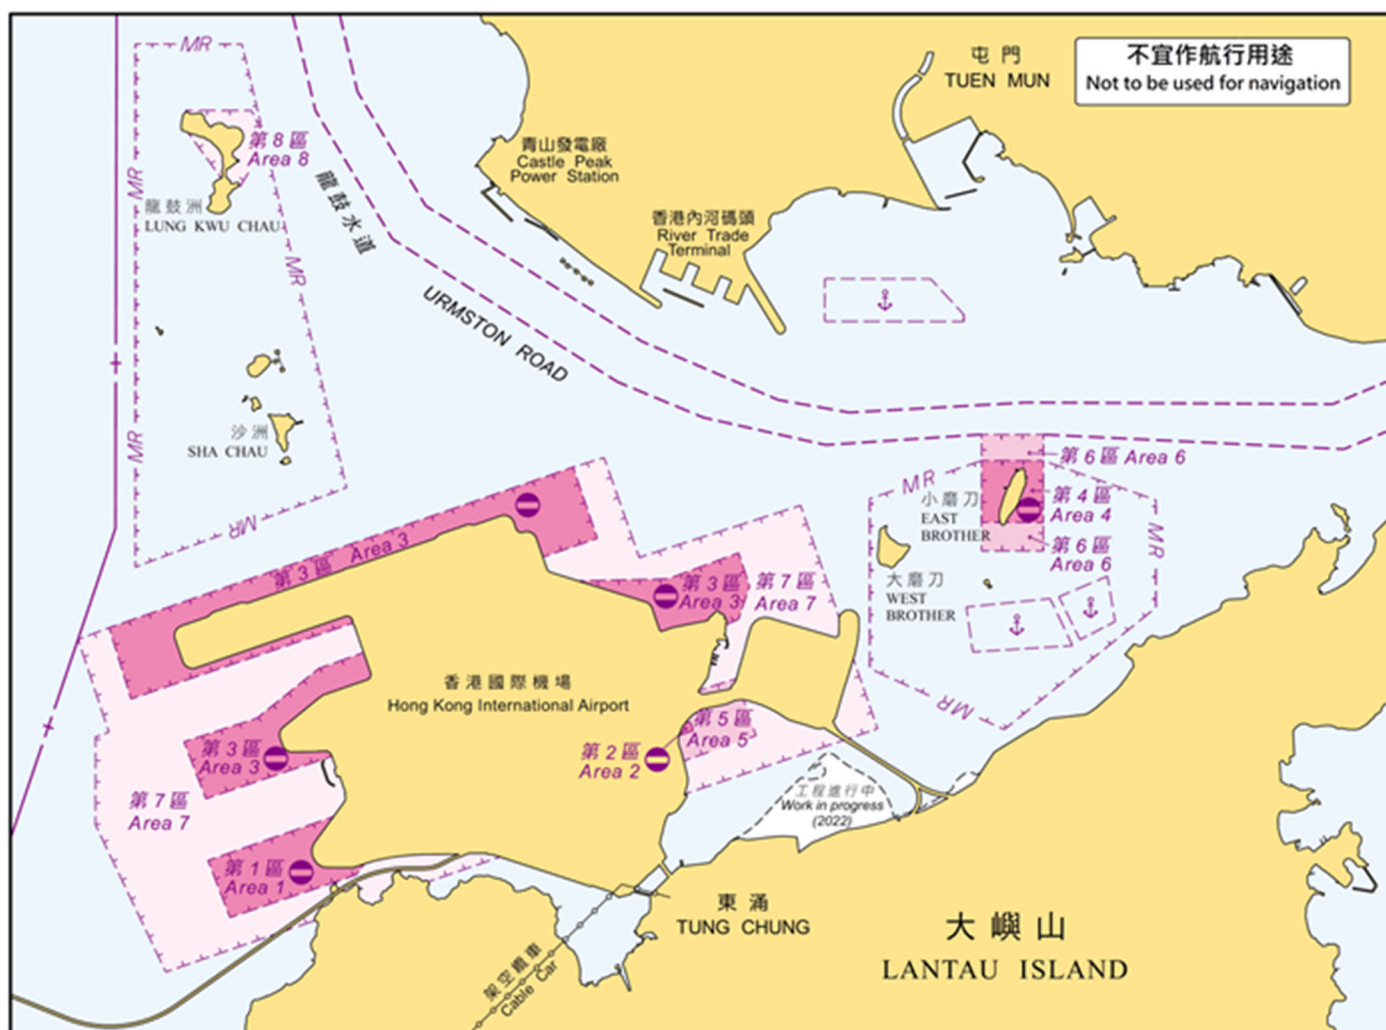 不宜作航行用途
Not to be used for navigation
屯門
TUEN MUN
MR
第8區
Area 8
MR
龍鼓洲
LUNG KWU CHAU
龍鼓水道
青山發電廠
Castle Peak
Power Station
香港內河碼頭
River Trade
Terminal
MR
URMSTON ROAD
MR
沙洲
SHA CHAU
MR
第6區 Area 6
MR
小磨刀
EAST
BROTHER
第4區
Area 4
第6區
Area 6
MR
大磨刀
WEST
BROTHER
MR
第3區 Area 3
第3區
Area 3
第7區
Area 7
香港國際機場
Hong Kong International Airport
第3區
Area 3
第2區
Area 2
第5區
Area 5
第7區
Area 7
工程進行中
Work in progress
(2022)
第1區
Area 1
東涌
TUNG CHUNG
大嶼山
LANTAU ISLAND
架空纜車
Cable Car